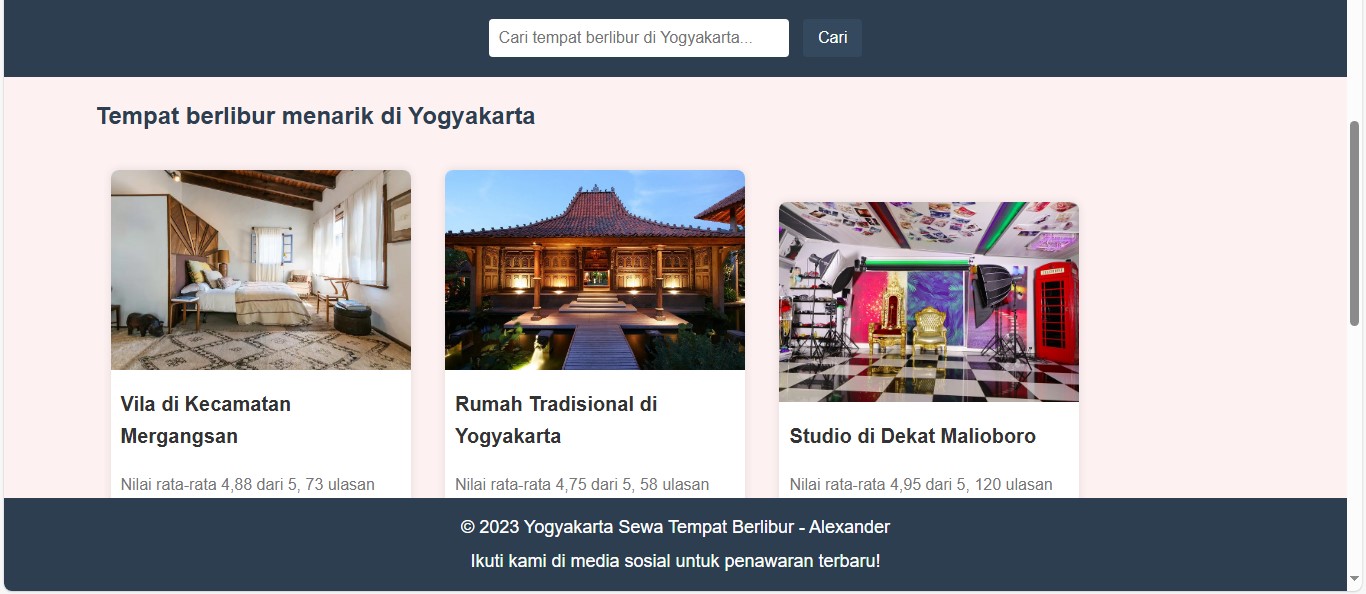 Cari tempat berlibur di Yogyakarta...
Cari
Tempat berlibur menarik di Yogyakarta
Vila di Kecamatan
Mergangsan
Nilai rata-rata 4,88 dari 5, 73 ulasan
Rumah Tradisional di
Yogyakarta
Nilai rata-rata 4,75 dari 5, 58 ulasan
Studio di Dekat Malioboro
Nilai rata-rata 4,95 dari 5, 120 ulasan
© 2023 Yogyakarta Sewa Tempat Berlibur - Alexander
Ikuti kami di media sosial untuk penawaran terbaru!